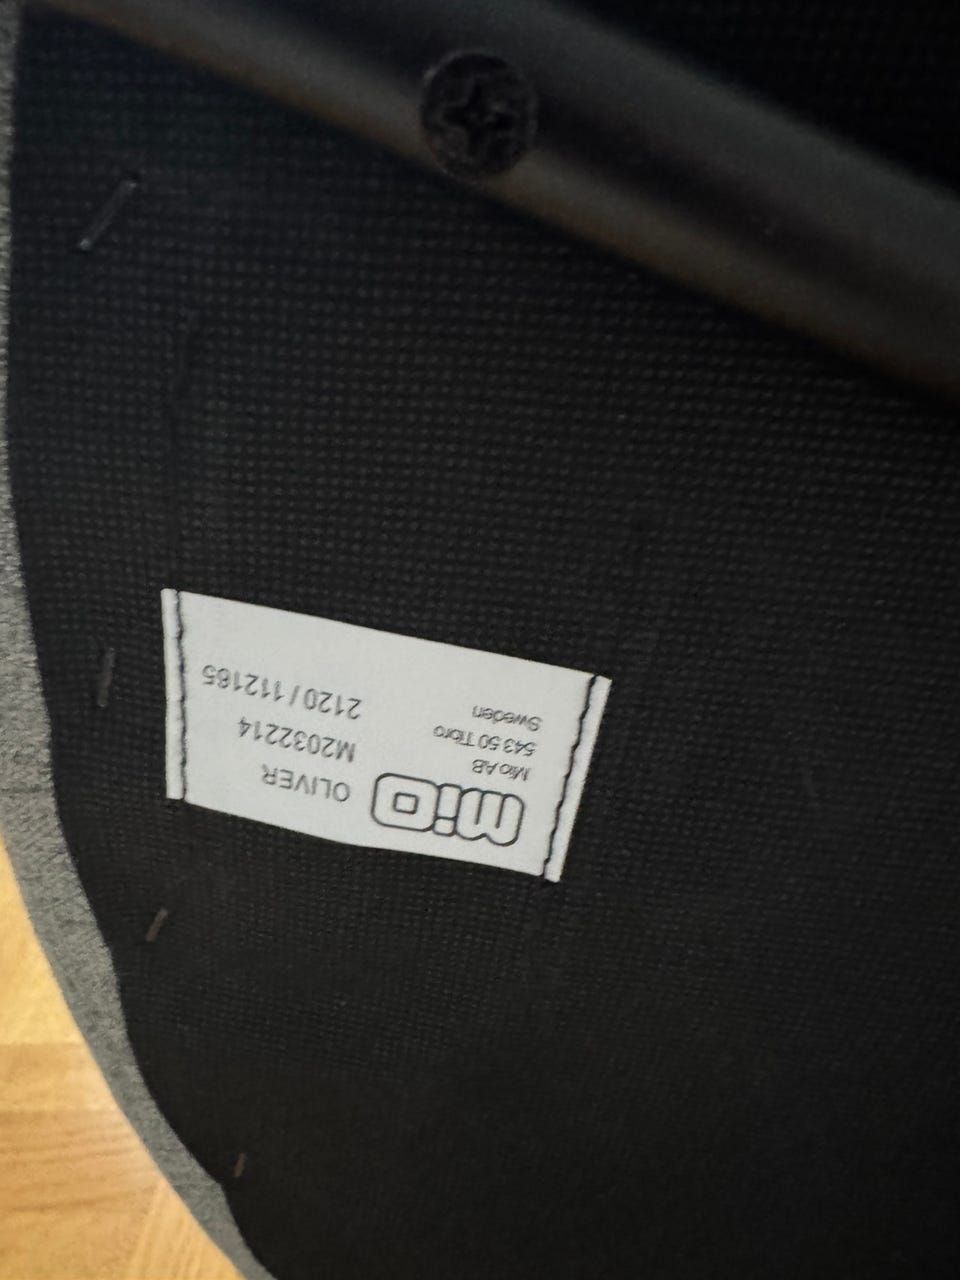 mio
Mio AB
543 50 Tibro
Sweden
OLIVER
M2032214
2120 / 112165